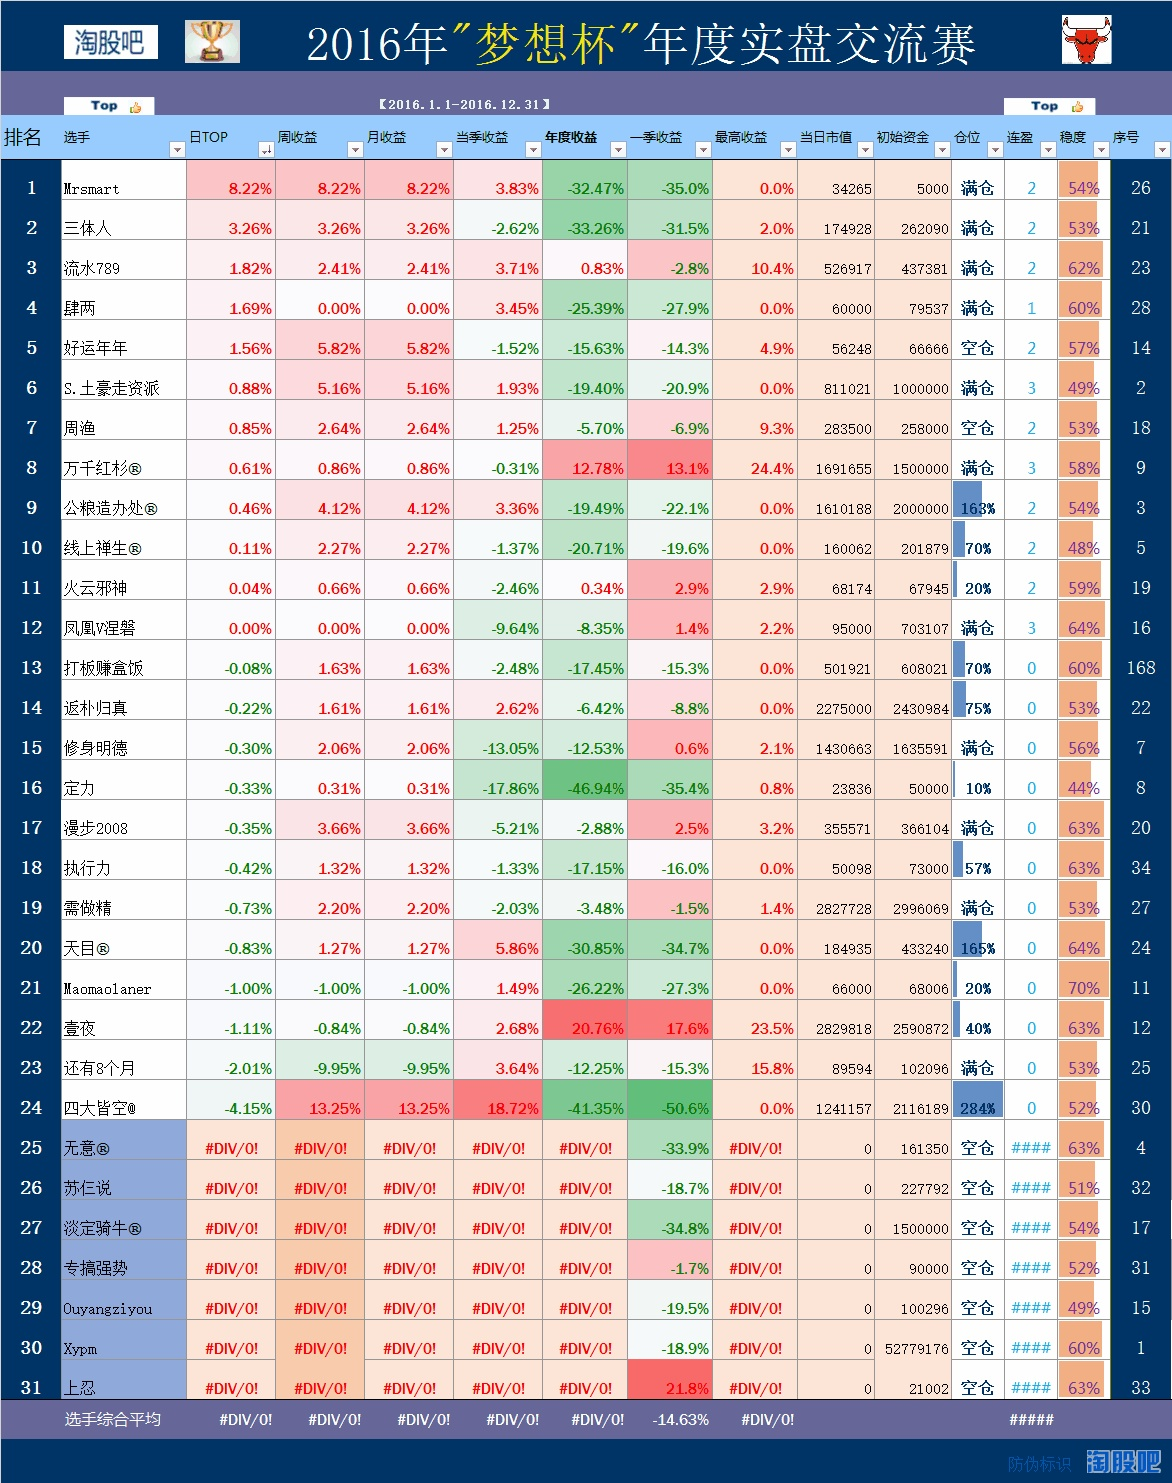 淘股吧 2016年"梦想杯"年度实盘交流赛
Top 【2016.1.1-2016.12.31】 Top
排名 选手 日TOP 周收益 月收益 当季收益 年度收益 一季收益 最高收益 当日市值 初始资金 仓位 连盈 稳度 序号
1 Mrsmart 8.22% 8.22% 8.22% 3.83% -32.47% -35.0% 0.0% 34265 5000 满仓 2 54% 26
2 三体人 3.26% 3.26% 3.26% -2.62% -33.26% -31.5% 2.0% 174928 262090 满仓 2 53% 21
3 流水789 1.82% 2.41% 2.41% 3.71% 0.83% -2.8% 10.4% 526917 437381 满仓 2 62% 23
4 肆两 1.69% 0.00% 0.00% 3.45% -25.39% -27.9% 0.0% 60000 79537 满仓 1 60% 28
5 好运年年 1.56% 5.82% 5.82% -1.52% -15.63% -14.3% 4.9% 56248 66666 空仓 2 57% 14
6 S.土豪走资派 0.88% 5.16% 5.16% 1.93% -19.40% -20.9% 0.0% 811021 1000000 满仓 3 49% 2
7 周渔 0.85% 2.64% 2.64% 1.25% -5.70% -6.9% 9.3% 283500 258000 空仓 2 53% 18
8 万千红杉® 0.61% 0.86% 0.86% -0.31% 12.78% 13.1% 24.4% 1691655 1500000 满仓 3 58% 9
9 公粮造办处® 0.46% 4.12% 4.12% 3.36% -19.49% -22.1% 0.0% 1610188 2000000 163% 2 54% 3
10 线上禅生® 0.11% 2.27% 2.27% -1.37% -20.71% -19.6% 0.0% 160062 201879 70% 2 48% 5
11 火云邪神 0.04% 0.66% 0.66% -2.46% 0.34% 2.9% 2.9% 68174 67945 20% 2 59% 19
12 凤凰V涅磐 0.00% 0.00% 0.00% -9.64% -8.35% 1.4% 2.2% 95000 703107 满仓 3 64% 16
13 打板赚盒饭 -0.08% 1.63% 1.63% -2.48% -17.45% -15.3% 0.0% 501921 608021 70% 0 60% 168
14 返朴归真 -0.22% 1.61% 1.61% 2.62% -6.42% -8.8% 0.0% 2275000 2430984 75% 0 53% 22
15 修身明德 -0.30% 2.06% 2.06% -13.05% -12.53% 0.6% 2.1% 1430663 1635591 满仓 0 56% 7
16 定力 -0.33% 0.31% 0.31% -17.86% -46.94% -35.4% 0.8% 23836 50000 10% 0 44% 8
17 漫步2008 -0.35% 3.66% 3.66% -5.21% -2.88% 2.5% 3.2% 355571 366104 满仓 0 63% 20
18 执行力 -0.42% 1.32% 1.32% -1.33% -17.15% -16.0% 0.0% 50098 73000 57% 0 63% 34
19 需做精 -0.73% 2.20% 2.20% -2.03% -3.48% -1.5% 1.4% 2827728 2996069 满仓 0 53% 27
20 天目® -0.83% 1.27% 1.27% 5.86% -30.85% -34.7% 0.0% 184935 433240 165% 0 64% 24
21 Maomaolaner -1.00% -1.00% -1.00% 1.49% -26.22% -27.3% 0.0% 66000 68006 20% 0 70% 11
22 壹夜 -1.11% -0.84% -0.84% 2.68% 20.76% 17.6% 23.5% 2829818 2590872 40% 0 63% 12
23 还有8个月 -2.01% -9.95% -9.95% 3.64% -12.25% -15.3% 15.8% 89594 102096 满仓 0 53% 25
24 四大皆空@ -4.15% 13.25% 13.25% 18.72% -41.35% -50.6% 0.0% 1241157 2116189 284% 0 52% 30
25 无意® #DIV/0! #DIV/0! #DIV/0! #DIV/0! #DIV/0! -33.9% #DIV/0! 0 161350 空仓 #### 63% 4
26 苏仨说 #DIV/0! #DIV/0! #DIV/0! #DIV/0! #DIV/0! -18.7% #DIV/0! 0 227792 空仓 #### 51% 32
27 淡定骑牛® #DIV/0! #DIV/0! #DIV/0! #DIV/0! #DIV/0! -34.8% #DIV/0! 0 1500000 空仓 #### 54% 17
28 专搞强势 #DIV/0! #DIV/0! #DIV/0! #DIV/0! #DIV/0! -1.7% #DIV/0! 0 90000 空仓 #### 52% 31
29 Ouyangziyou #DIV/0! #DIV/0! #DIV/0! #DIV/0! #DIV/0! -19.5% #DIV/0! 0 100296 空仓 #### 49% 15
30 Xypm #DIV/0! #DIV/0! #DIV/0! #DIV/0! #DIV/0! -18.9% #DIV/0! 0 52779176 空仓 #### 60% 1
31 上忍 #DIV/0! #DIV/0! #DIV/0! #DIV/0! #DIV/0! 21.8% #DIV/0! 0 21002 空仓 #### 63% 33
选手综合平均 #DIV/0! #DIV/0! #DIV/0! #DIV/0! #DIV/0! -14.63% #DIV/0! #####
防伪标识 淘股吧